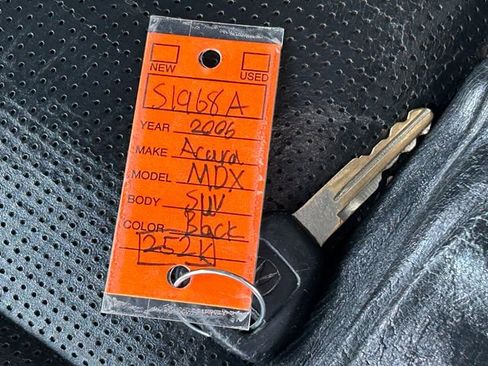 NEW USED
S1968A
YEAR 2006
MAKE Acura
MODEL MDX
BODY SUV
COLOR Black
252K